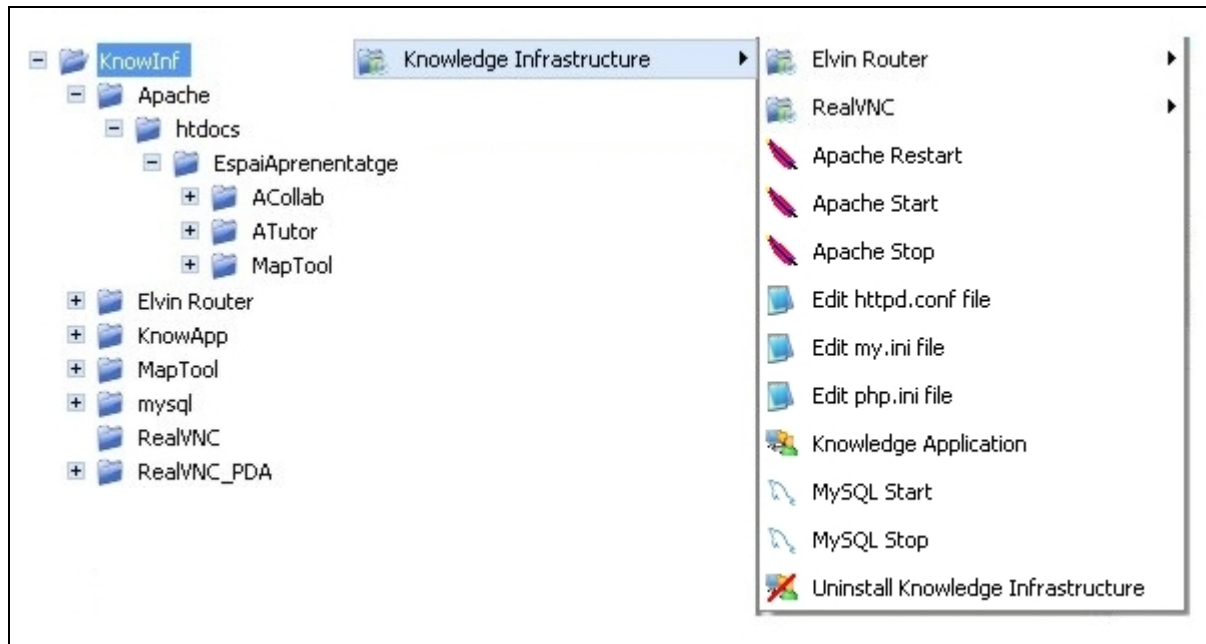 KnowInf
Apache
htdocs
EspaiAprenentatge
ACollab
ATutor
MapTool
Elvin Router
KnowApp
MapTool
mysql
RealVNC
RealVNC_PDA
Knowledge Infrastructure
Elvin Router
RealVNC
Apache Restart
Apache Start
Apache Stop
Edit httpd.conf file
Edit my.ini file
Edit php.ini file
Knowledge Application
MySQL Start
MySQL Stop
Uninstall Knowledge Infrastructure